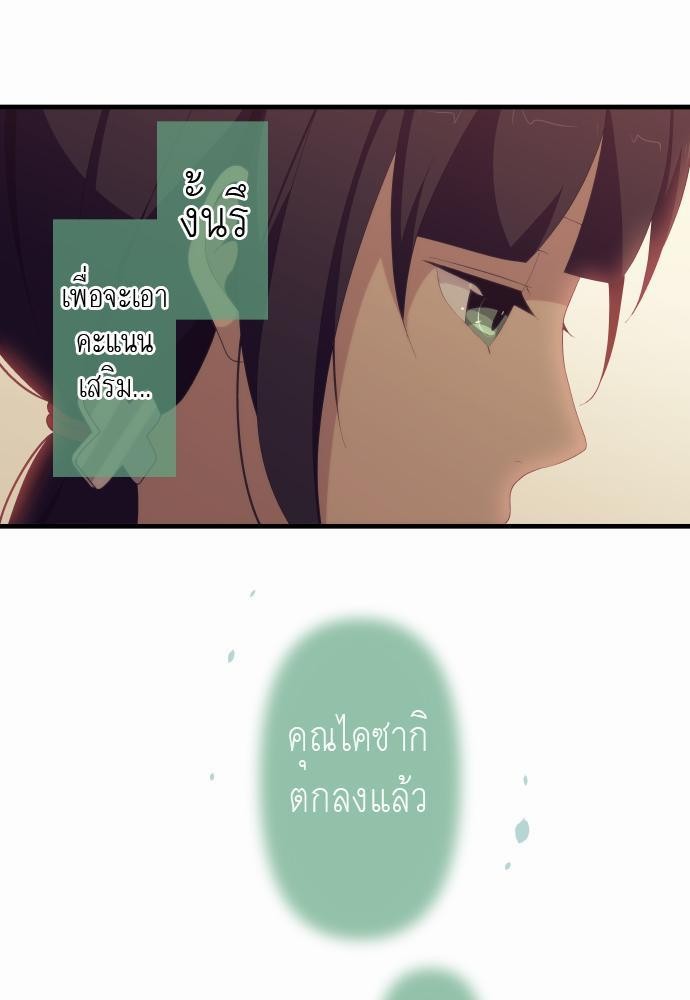 งั้นรึ
เพื่อจะเอา
คะแนน
เสริม...
คุณไคซากิ
ตกลงแล้ว